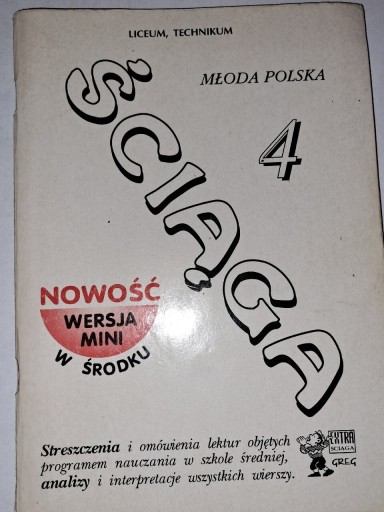 LICEUM, TECHNIKUM
MŁODA POLSKA
4
ŚCIĄGA
NOWOŚĆ
WERSJA
MINI
W ŚRODKU
Streszczenia i omówienia lektur objętych
programem nauczania w szkole średniej,
analizy i interpretacje wszystkich wierszy.
EXTRA
ŚCIĄGA
GREG